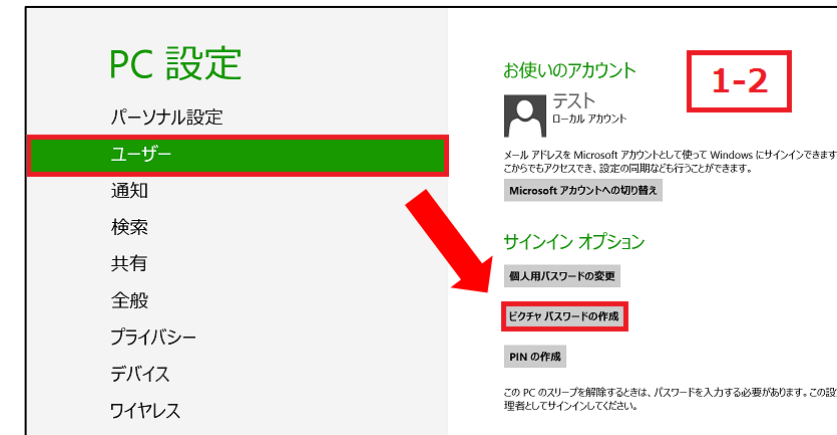 PC 設定
パーソナル設定
ユーザー
通知
検索
共有
全般
プライバシー
デバイス
ワイヤレス
お使いのアカウント
1-2
テスト
ローカル アカウント
メール アドレスを Microsoft アカウントとして使って Windows にサインインできます
こからでもアクセスでき、設定の同期なども行うことができます。
Microsoft アカウントへの切り替え
サインイン オプション
個人用パスワードの変更
ピクチャ パスワードの作成
PIN の作成
この PC のスリープを解除するときは、パスワードを入力する必要があります。この設
理者としてサインインしてください。